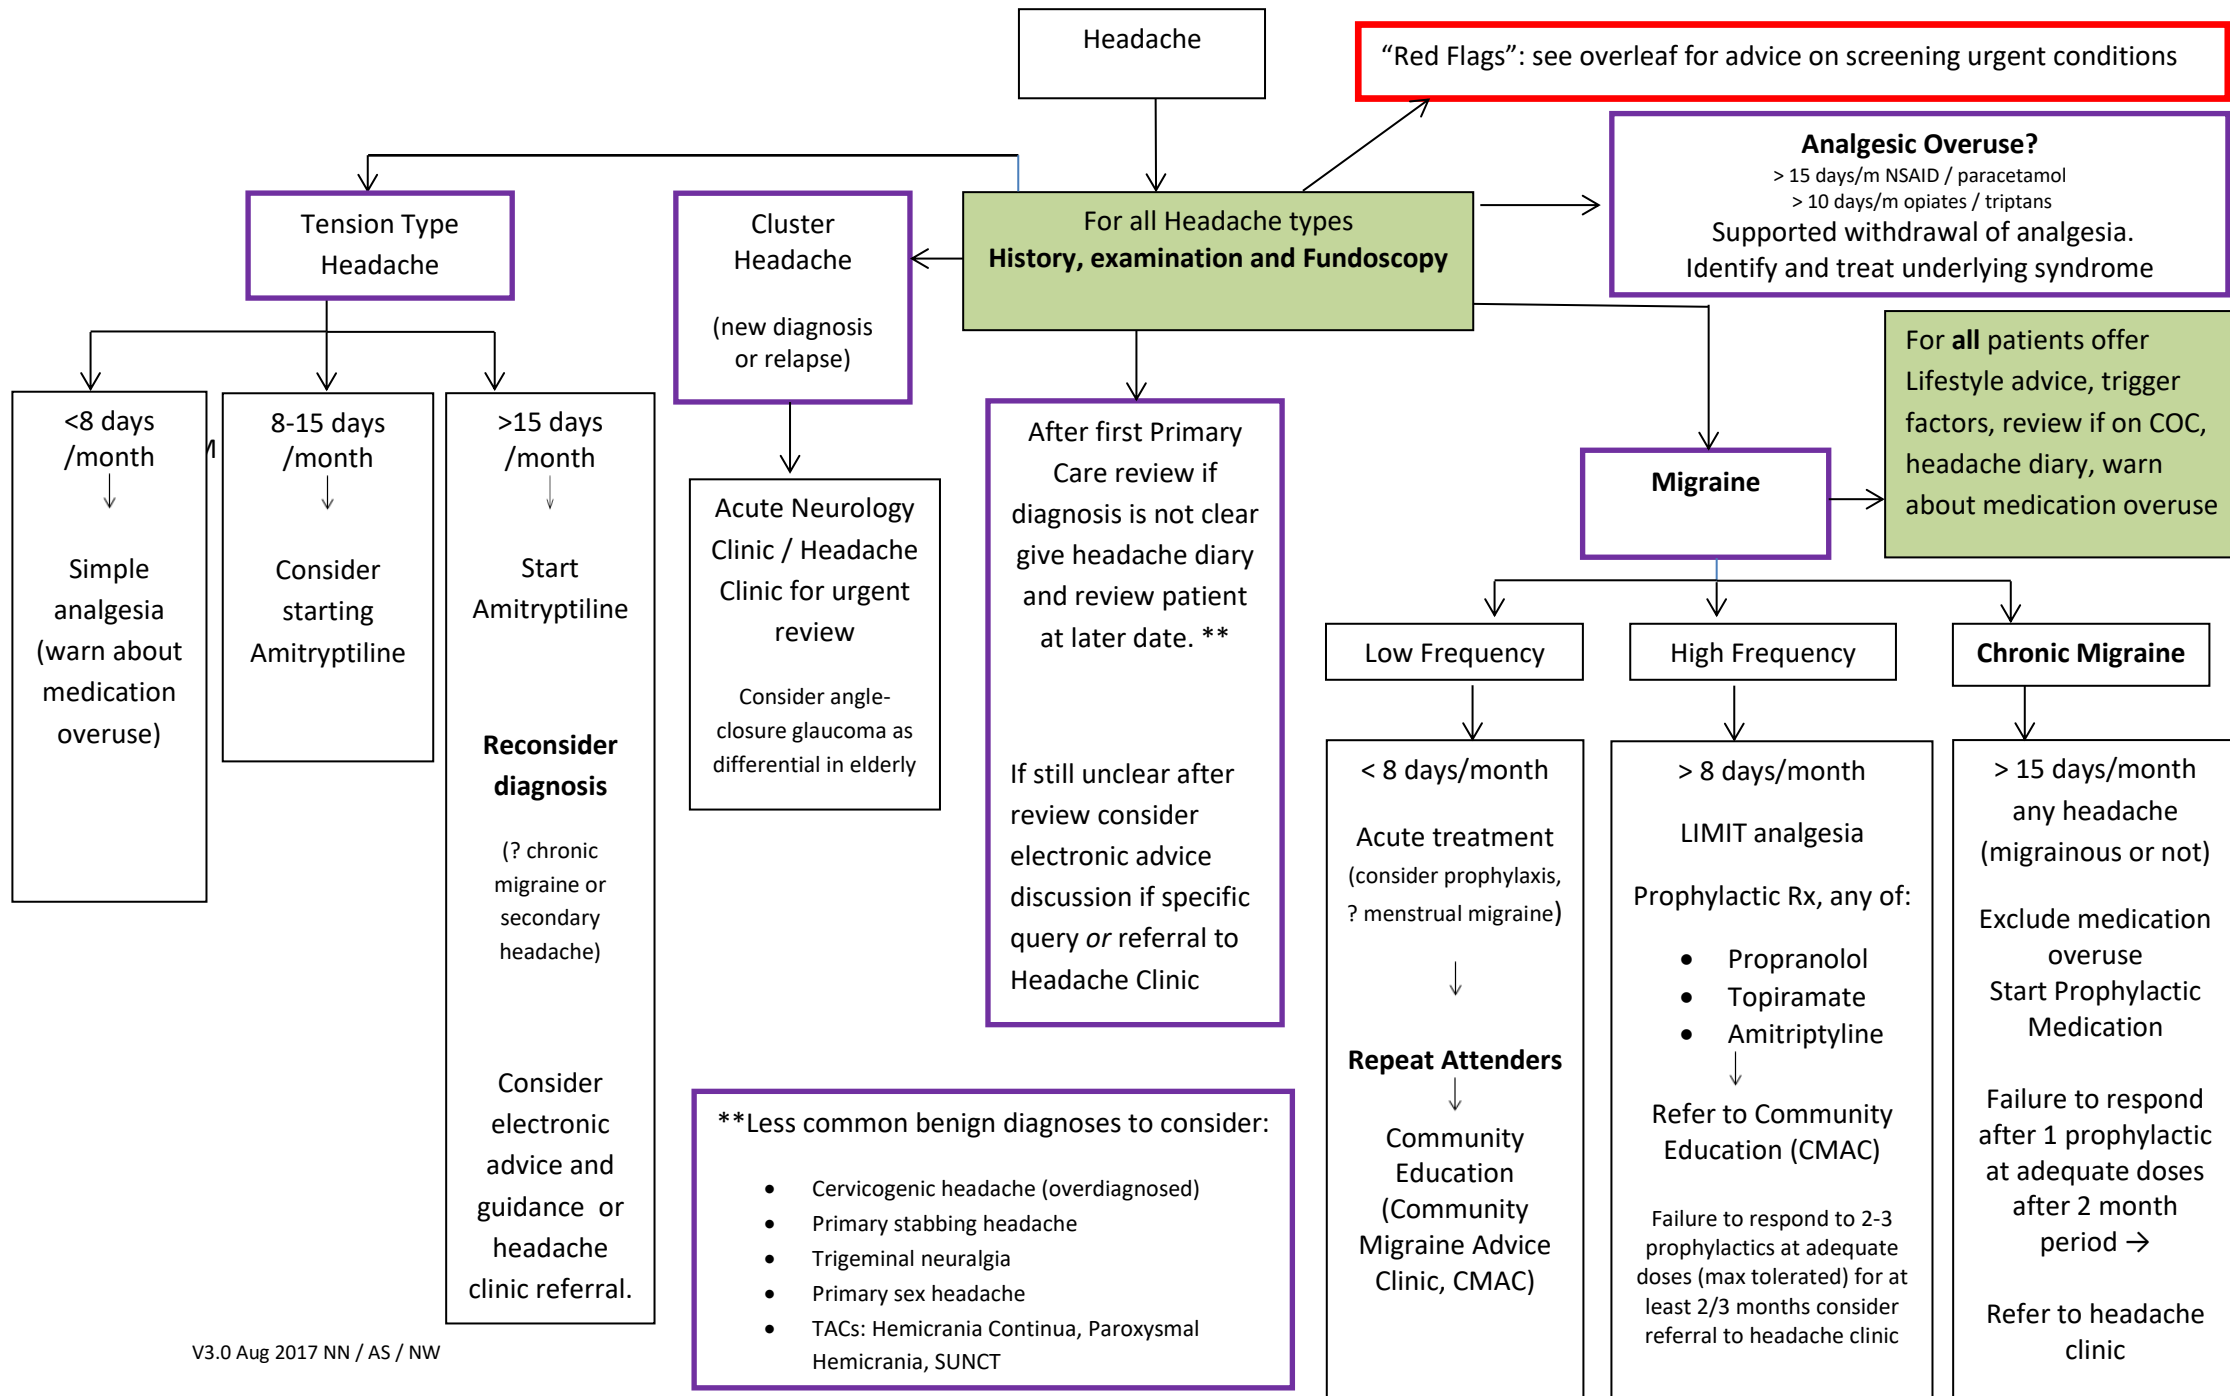 Headache
“Red Flags”: see overleaf for advice on screening urgent conditions
Analgesic Overuse?
> 15 days/m NSAID / paracetamol
> 10 days/m opiates / triptans
Supported withdrawal of analgesia.
Identify and treat underlying syndrome
Tension Type
Headache
Cluster
Headache
(new diagnosis
or relapse)
For all Headache types
History, examination and Fundoscopy
For all patients offer
Lifestyle advice, trigger
factors, review if on COC,
headache diary, warn
about medication overuse
<8 days
/month
Simple
analgesia
(warn about
medication
overuse)
8-15 days
/month
Consider
starting
Amitryptiline
>15 days
/month
Start
Amitryptiline
Reconsider
diagnosis
(? chronic
migraine or
secondary
headache)
Consider
electronic
advice and
guidance or
headache
clinic referral.
Acute Neurology
Clinic / Headache
Clinic for urgent
review
Consider angle-
closure glaucoma as
differential in elderly
After first Primary
Care review if
diagnosis is not clear
give headache diary
and review patient
at later date. **
If still unclear after
review consider
electronic advice
discussion if specific
query or referral to
Headache Clinic
Migraine
Low Frequency
High Frequency
Chronic Migraine
< 8 days/month
Acute treatment
(consider prophylaxis,
? menstrual migraine)
Repeat Attenders
Community
Education
(Community
Migraine Advice
Clinic, CMAC)
> 8 days/month
LIMIT analgesia
Prophylactic Rx, any of:
• Propranolol
• Topiramate
• Amitriptyline
Refer to Community
Education (CMAC)
Failure to respond to 2-3
prophylactics at adequate
doses (max tolerated) for at
least 2/3 months consider
referral to headache clinic
> 15 days/month
any headache
(migrainous or not)
Exclude medication
overuse
Start Prophylactic
Medication
Failure to respond
after 1 prophylactic
at adequate doses
after 2 month
period →
Refer to headache
clinic
**Less common benign diagnoses to consider:
• Cervicogenic headache (overdiagnosed)
• Primary stabbing headache
• Trigeminal neuralgia
• Primary sex headache
• TACs: Hemicrania Continua, Paroxysmal
Hemicrania, SUNCT
V3.0 Aug 2017 NN / AS / NW